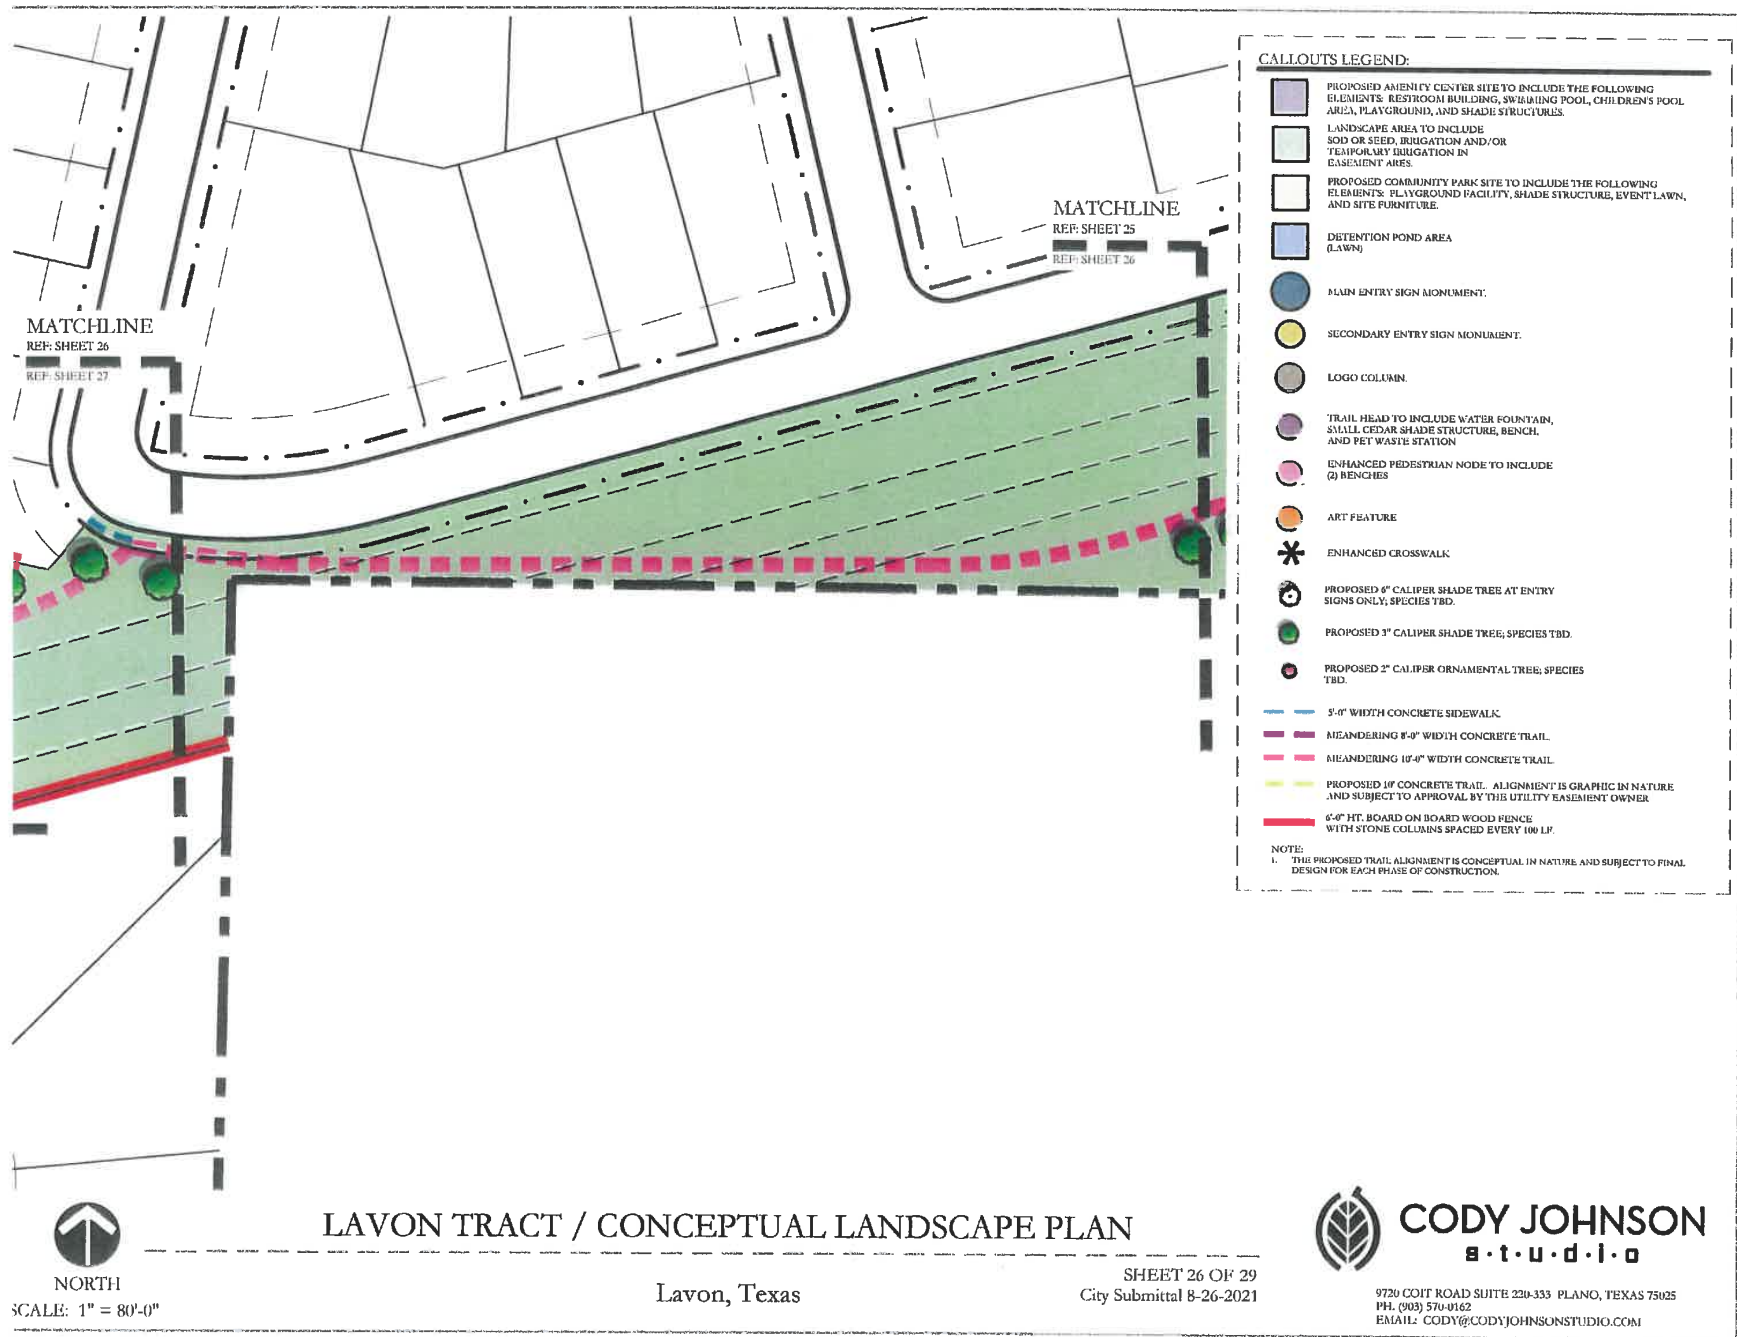 CALLOUTS LEGEND:
PROPOSED AMENITY CENTER SITE TO INCLUDE THE FOLLOWING
ELEMENTS: RESTROOM BUILDING, SWIMMING POOL, CHILDREN'S POOL
AREA, PLAYGROUND, AND SHADE STRUCTURES.
LANDSCAPE AREA TO INCLUDE
SOD OR SEED, IRRIGATION AND/OR
TEMPORARY IRRIGATION IN
EASEMENT ARES.
PROPOSED COMMUNITY PARK SITE TO INCLUDE THE FOLLOWING
ELEMENTS: PLAYGROUND FACILITY, SHADE STRUCTURE, EVENT LAWN,
AND SITE FURNITURE.
DETENTION POND AREA
(LAWN)
MAIN ENTRY SIGN MONUMENT.
SECONDARY ENTRY SIGN MONUMENT.
LOGO COLUMN.
TRAIL HEAD TO INCLUDE WATER FOUNTAIN,
SMALL CEDAR SHADE STRUCTURE, BENCH,
AND PET WASTE STATION
ENHANCED PEDESTRIAN NODE TO INCLUDE
(2) BENCHES
ART FEATURE
ENHANCED CROSSWALK
PROPOSED 6" CALIPER SHADE TREE AT ENTRY
SIGNS ONLY; SPECIES TBD.
PROPOSED 3" CALIPER SHADE TREE; SPECIES TBD.
PROPOSED 2" CALIPER ORNAMENTAL TREE; SPECIES
TBD.
5'-0" WIDTH CONCRETE SIDEWALK.
MEANDERING 8'-0" WIDTH CONCRETE TRAIL.
MEANDERING 10'-0" WIDTH CONCRETE TRAIL.
PROPOSED 10' CONCRETE TRAIL. ALIGNMENT IS GRAPHIC IN NATURE
AND SUBJECT TO APPROVAL BY THE UTILITY EASEMENT OWNER
6'-0" HT. BOARD ON BOARD WOOD FENCE
WITH STONE COLUMNS SPACED EVERY 100 LF.
NOTE:
1. THE PROPOSED TRAIL ALIGNMENT IS CONCEPTUAL IN NATURE AND SUBJECT TO FINAL
DESIGN FOR EACH PHASE OF CONSTRUCTION.
MATCHLINE
REF: SHEET 25
REF: SHEET 26
MATCHLINE
REF: SHEET 26
REF: SHEET 27
NORTH
SCALE: 1" = 80'-0"
LAVON TRACT / CONCEPTUAL LANDSCAPE PLAN
Lavon, Texas
SHEET 26 OF 29
City Submittal 8-26-2021
CODY JOHNSON
s·t·u·d·i·o
9720 COIT ROAD SUITE 220-333 PLANO, TEXAS 75025
PH. (903) 570-0162
EMAIL: CODY@CODYJOHNSONSTUDIO.COM